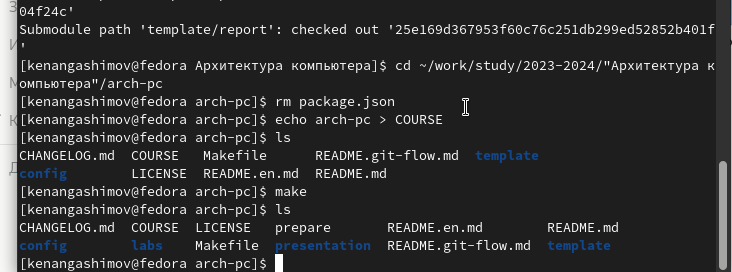 04f24c'
Submodule path 'template/report': checked out '25e169d367953f60c76c251db299ed52852b401f
'
[kenangashimov@fedora Архитектура компьютера]$ cd ~/work/study/2023-2024/"Архитектура к
омпьютера"/arch-pc
[kenangashimov@fedora arch-pc]$ rm package.json
[kenangashimov@fedora arch-pc]$ echo arch-pc > COURSE
[kenangashimov@fedora arch-pc]$ ls
CHANGELOG.md  COURSE   Makefile      README.git-flow.md  template
config        LICENSE  README.en.md  README.md
[kenangashimov@fedora arch-pc]$ make
[kenangashimov@fedora arch-pc]$ ls
CHANGELOG.md  COURSE  LICENSE   prepare       README.en.md        README.md
config        labs    Makefile  presentation  README.git-flow.md  template
[kenangashimov@fedora arch-pc]$